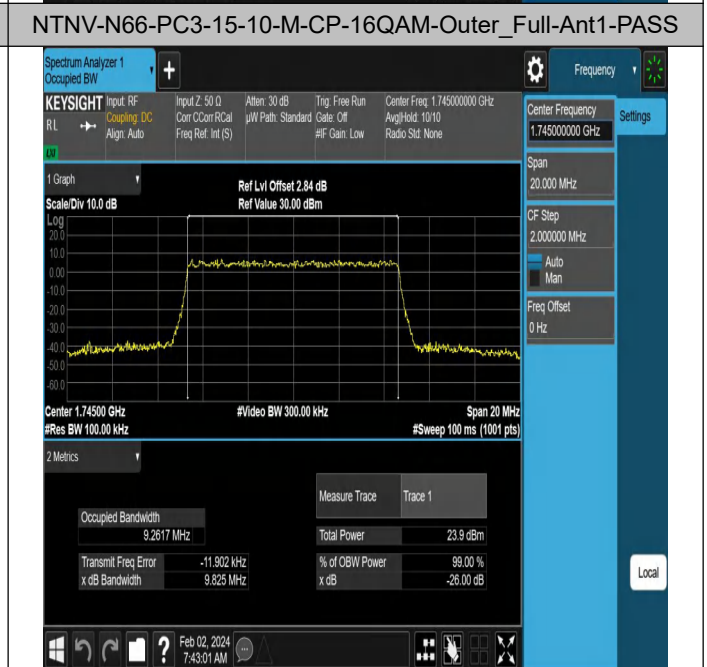 NTNV-N66-PC3-15-10-M-CP-16QAM-Outer_Full-Ant1-PASS
Spectrum Analyzer 1
Occupied BW
+
Frequency
KEYSIGHT
RL
Input: RF
Coupling: DC
Align: Auto
Input Z: 50 Ω
Corr CCorr RCal
Freq Ref: Int (S)
Atten: 30 dB
µW Path: Standard
Trig: Free Run
Gate: Off
#IF Gain: Low
Center Freq: 1.745000000 GHz
Avg|Hold: 10/10
Radio Std: None
Center Frequency
1.745000000 GHz
Settings
Span
20.000 MHz
CF Step
2.000000 MHz
Auto
Man
Freq Offset
0 Hz
1 Graph
Scale/Div 10.0 dB
Ref Lvl Offset 2.84 dB
Ref Value 30.00 dBm
Log
20.0
10.0
0.00
-10.0
-20.0
-30.0
-40.0
-50.0
-60.0
Center 1.74500 GHz
#Video BW 300.00 kHz
Span 20 MHz
#Res BW 100.00 kHz
#Sweep 100 ms (1001 pts)
2 Metrics
Measure Trace
Trace 1
Occupied Bandwidth
9.2617 MHz
Total Power
23.9 dBm
Transmit Freq Error
-11.902 kHz
% of OBW Power
99.00 %
x dB Bandwidth
9.825 MHz
x dB
-26.00 dB
Local
?
Feb 02, 2024
7:43:01 AM